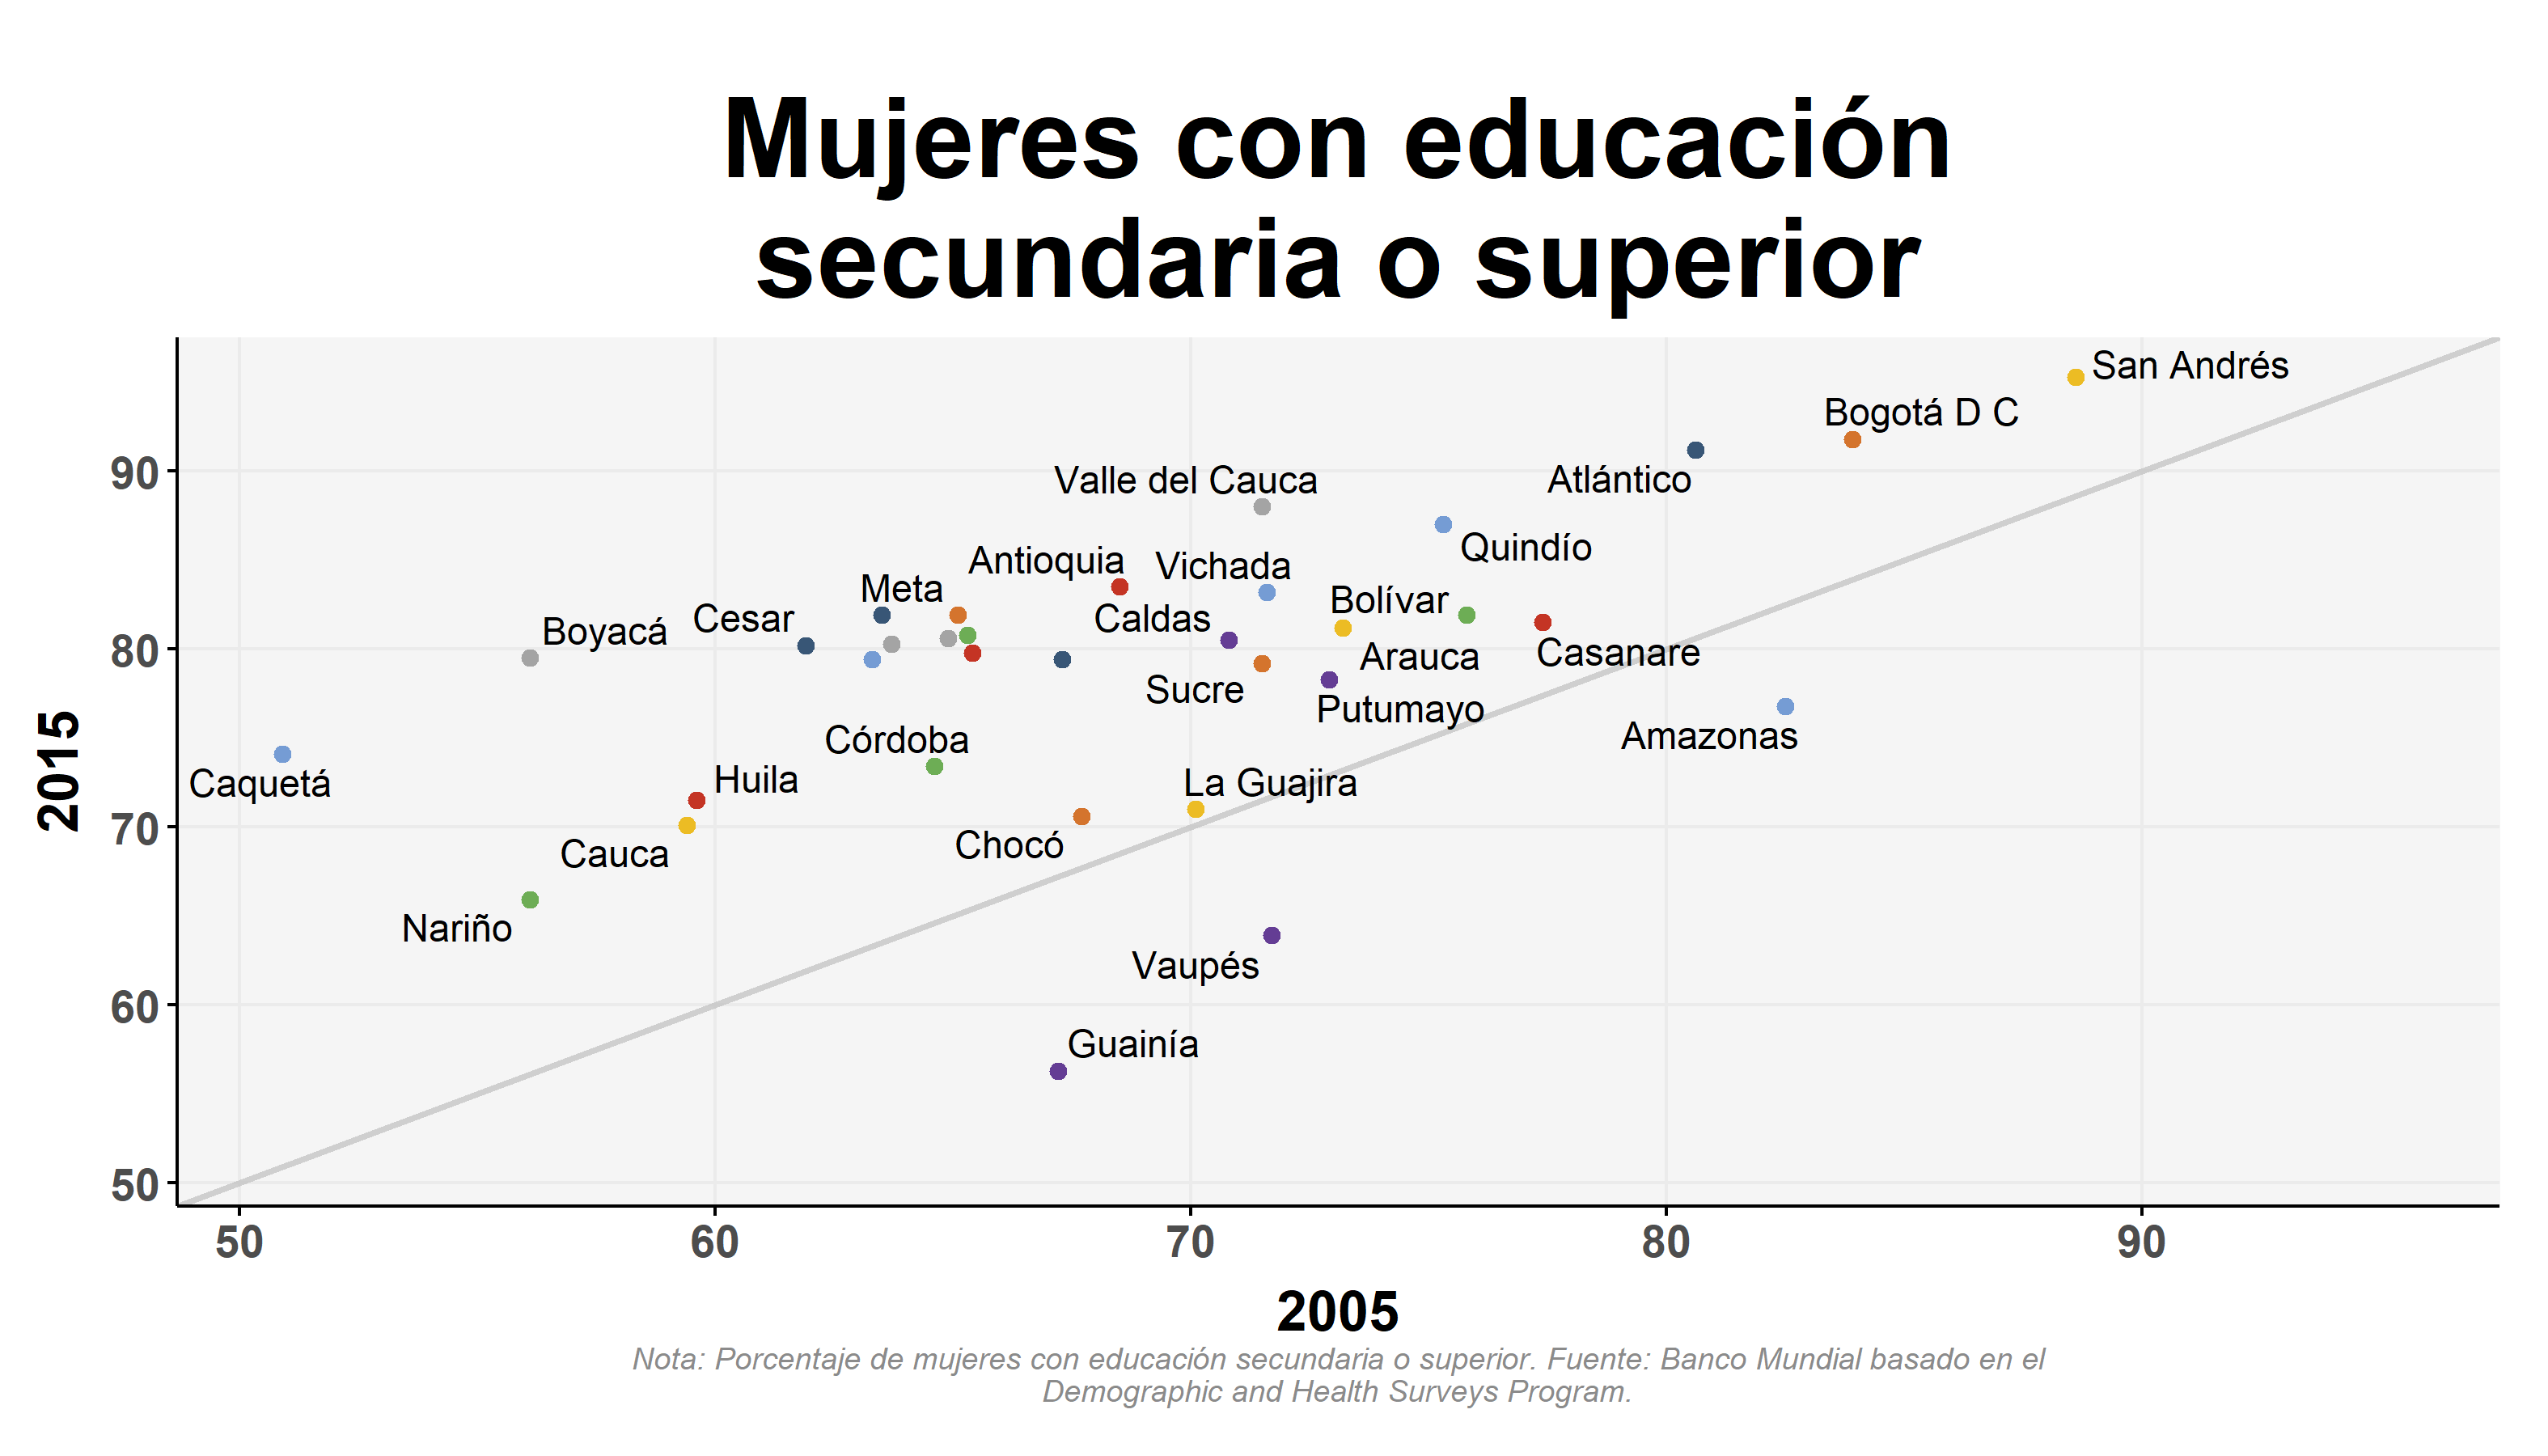 Mujeres con educación
secundaria o superior
San Andrés
Bogotá D C
90
Valle del Cauca
Atlántico
Quindío
Antioquia
Vichada
Meta
Bolívar
Cesar
Caldas
Boyacá
80
Arauca
Casanare
Sucre
Putumayo
Amazonas
Córdoba
2015
Caquetá
Huila
La Guajira
70
Chocó
Cauca
Nariño
Vaupés
60
Guainía
50
50 60 70 80 90
2005
Nota: Porcentaje de mujeres con educación secundaria o superior. Fuente: Banco Mundial basado en el
Demographic and Health Surveys Program.